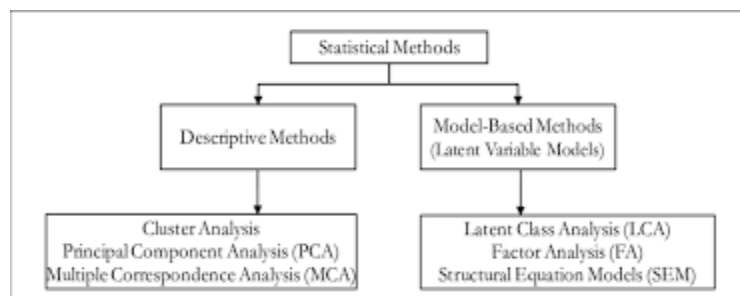 Statistical Methods
Descriptive Methods
Model-Based Methods
(Latent Variable Models)
Cluster Analysis
Principal Component Analysis (PCA)
Multiple Correspondence Analysis (MCA)
Latent Class Analysis (LCA)
Factor Analysis (FA)
Structural Equation Models (SEM)